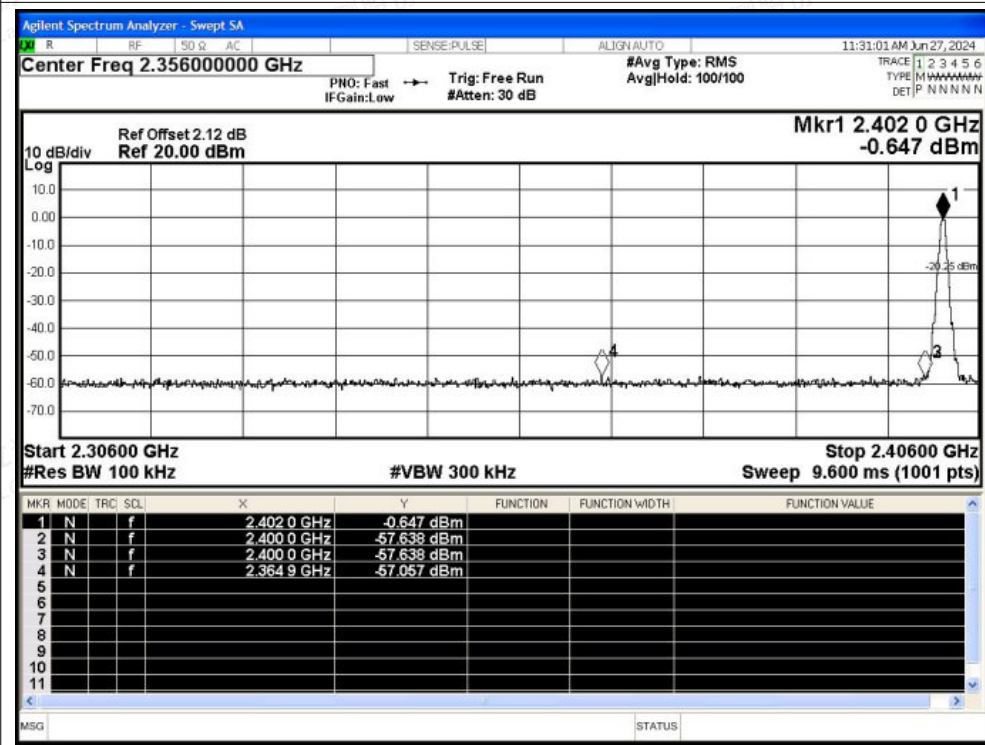 Agilent Spectrum Analyzer - Swept SA
LXI R RF 50 Ω AC SENSE:PULSE ALIGN AUTO 11:31:01 AM Jun 27, 2024
Center Freq 2.356000000 GHz #Avg Type: RMS TRACE 1 2 3 4 5 6
PNO: Fast Trig: Free Run Avg|Hold: 100/100 TYPE M
IFGain:Low #Atten: 30 dB DET P N N N N N
Mkr1 2.402 0 GHz
Ref Offset 2.12 dB
10 dB/div Ref 20.00 dBm -0.647 dBm
Log
10.0
1
0.00
-10.0
-20.0
-20.25 dBm
-30.0
-40.0
-50.0
4
3
-60.0
-70.0
Start 2.30600 GHz Stop 2.40600 GHz
#Res BW 100 kHz #VBW 300 kHz Sweep 9.600 ms (1001 pts)
MKR MODE TRC SCL X Y FUNCTION FUNCTION WIDTH FUNCTION VALUE
1 N f 2.402 0 GHz -0.647 dBm
2 N f 2.400 0 GHz -57.638 dBm
3 N f 2.400 0 GHz -57.638 dBm
4 N f 2.364 9 GHz -57.057 dBm
5
6
7
8
9
10
11
MSG STATUS